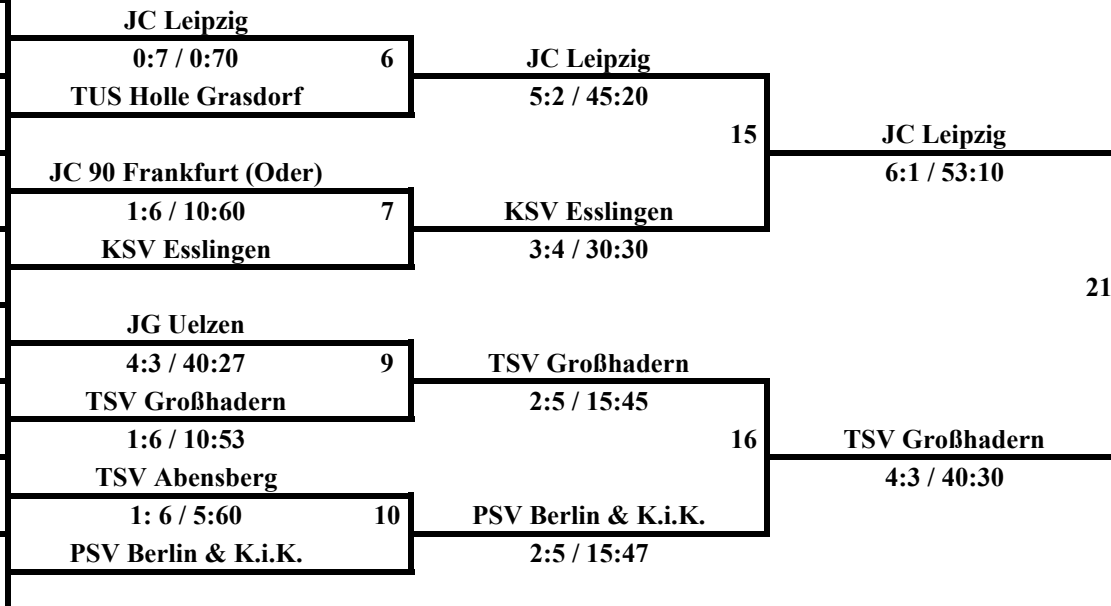 JC Leipzig
0:7 / 0:70 6 JC Leipzig
TUS Holle Grasdorf 5:2 / 45:20
15 JC Leipzig
JC 90 Frankfurt (Oder) 6:1 / 53:10
1:6 / 10:60 7 KSV Esslingen
KSV Esslingen 3:4 / 30:30
21
JG Uelzen
4:3 / 40:27 9 TSV Großhadern
TSV Großhadern 2:5 / 15:45
1:6 / 10:53 16 TSV Großhadern
TSV Abensberg 4:3 / 40:30
1: 6 / 5:60 10 PSV Berlin & K.i.K.
PSV Berlin & K.i.K. 2:5 / 15:47